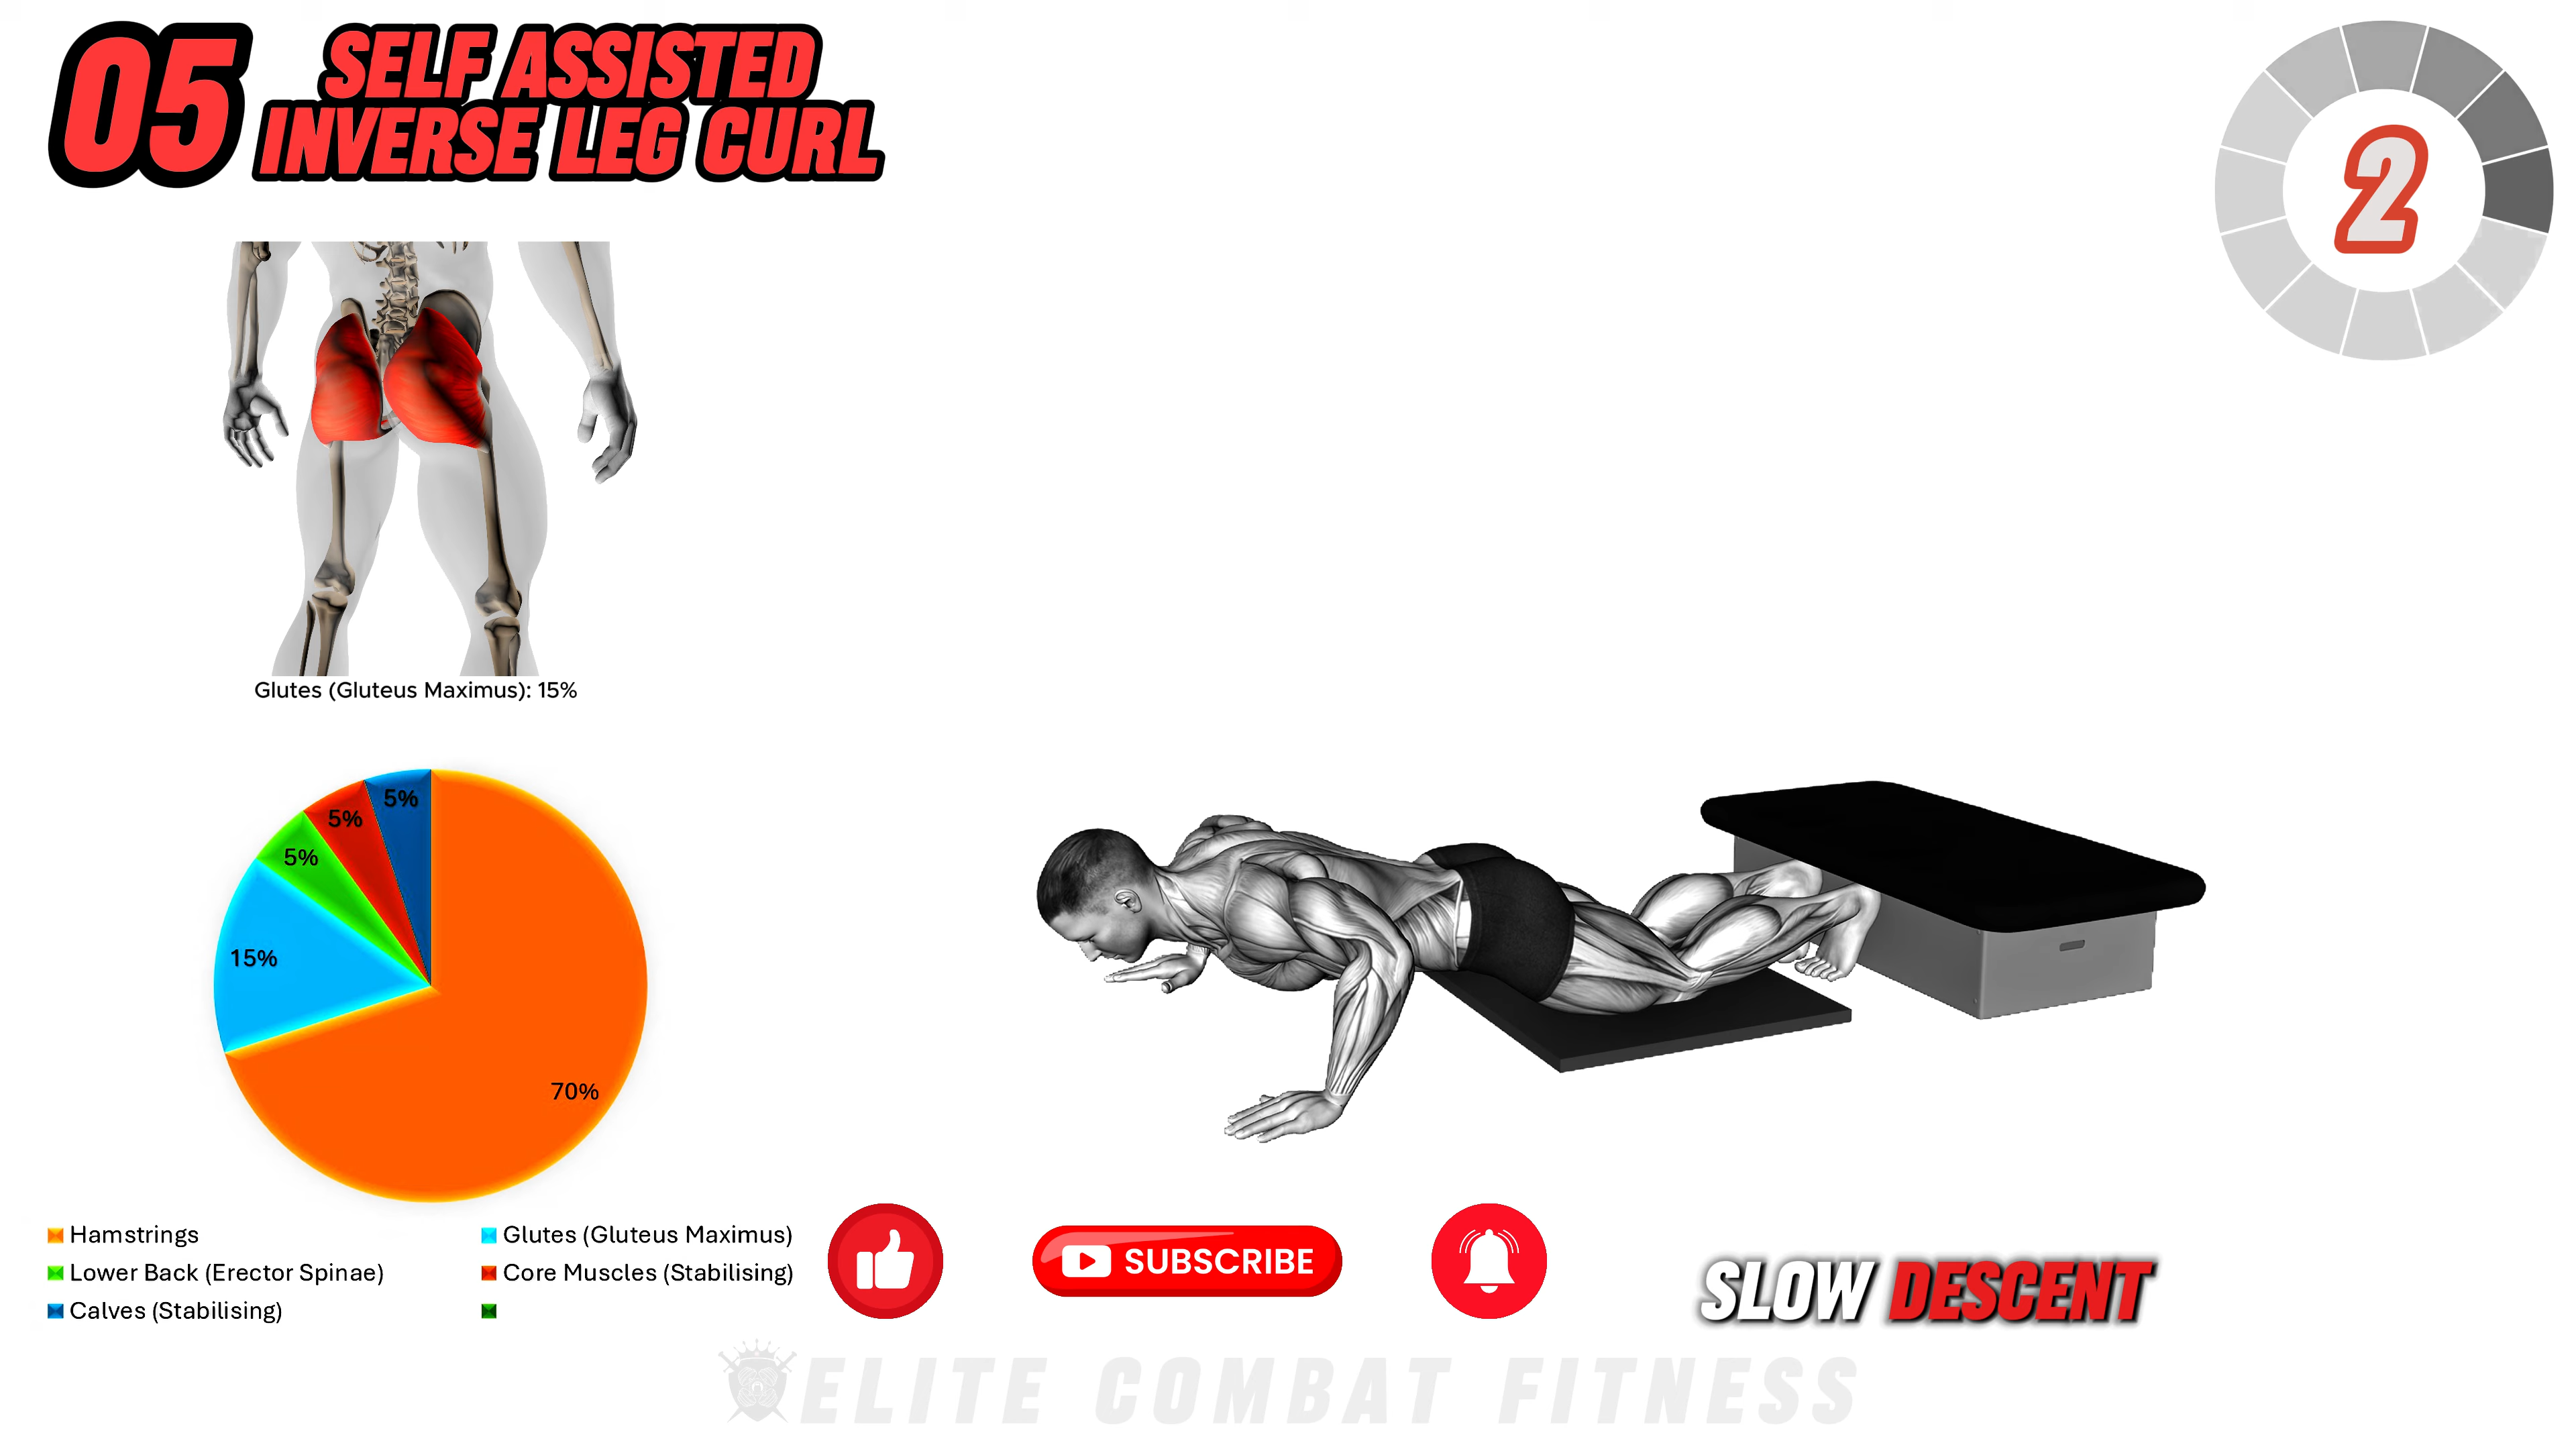 05
SELF ASSISTED
INVERSE LEG CURL
2
Glutes (Gluteus Maximus): 15%
5%
5%
5%
15%
70%
Hamstrings
Glutes (Gluteus Maximus)
Lower Back (Erector Spinae)
Core Muscles (Stabilising)
Calves (Stabilising)
SUBSCRIBE
SLOW DESCENT
ELITE COMBAT FITNESS